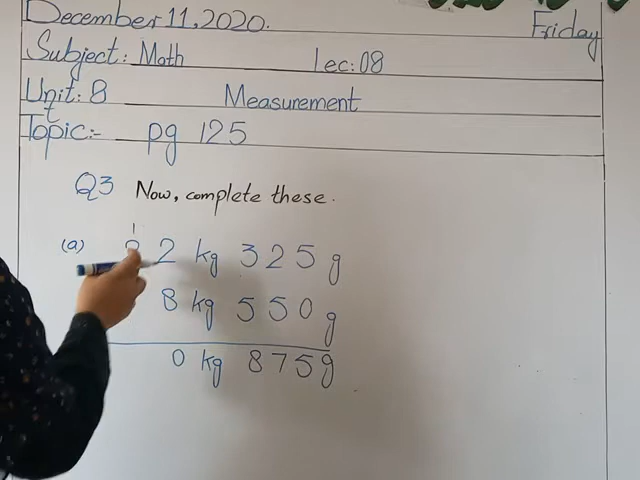 December 11, 2020. Friday
Subject: Math lec: 08
Unit: 8 Measurement
Topic:- pg 125
Q3 Now, complete these.
1
(a) 2 kg 325 g
8 kg 550 g
0 kg 875 g